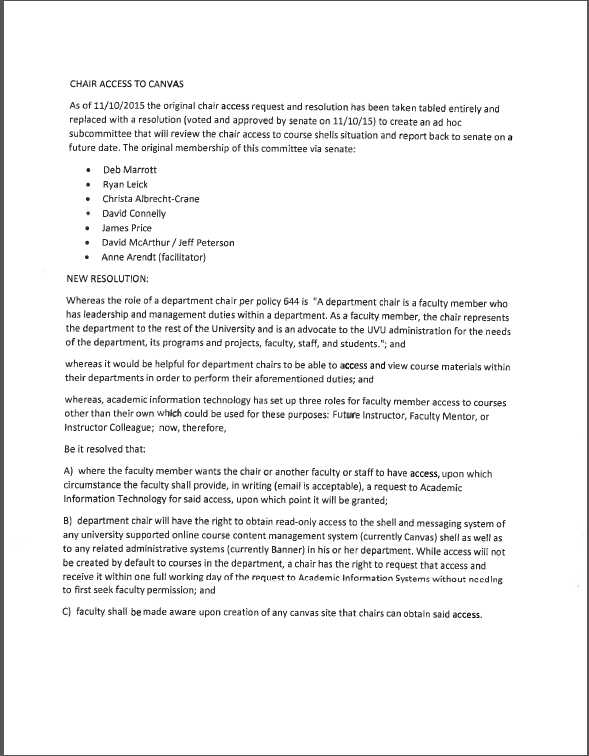 CHAIR ACCESS TO CANVAS
As of 11/10/2015 the original chair access request and resolution has been taken tabled entirely and
replaced with a resolution (voted and approved by senate on 11/10/15) to create an ad hoc
subcommittee that will review the chair access to course shells situation and report back to senate on a
future date. The original membership of this committee via senate:
• Deb Marrott
• Ryan Leick
• Christa Albrecht-Crane
• David Connelly
• James Price
• David McArthur / Jeff Peterson
• Anne Arendt (facilitator)
NEW RESOLUTION:
Whereas the role of a department chair per policy 644 is "A department chair is a faculty member who
has leadership and management duties within a department. As a faculty member, the chair represents
the department to the rest of the University and is an advocate to the UVU administration for the needs
of the department, its programs and projects, faculty, staff, and students."; and
whereas it would be helpful for department chairs to be able to access and view course materials within
their departments in order to perform their aforementioned duties; and
whereas, academic information technology has set up three roles for faculty member access to courses
other than their own which could be used for these purposes: Future Instructor, Faculty Mentor, or
Instructor Colleague; now, therefore,
Be it resolved that:
A) where the faculty member wants the chair or another faculty or staff to have access, upon which
circumstance the faculty shall provide, in writing (email is acceptable), a request to Academic
Information Technology for said access, upon which point it will be granted;
B) department chair will have the right to obtain read-only access to the shell and messaging system of
any university supported online course content management system (currently Canvas) shell as well as
to any related administrative systems (currently Banner) in his or her department. While access will not
be created by default to courses in the department, a chair has the right to request that access and
receive it within one full working day of the request to Academic Information Systems without needing
to first seek faculty permission; and
C) faculty shall be made aware upon creation of any canvas site that chairs can obtain said access.